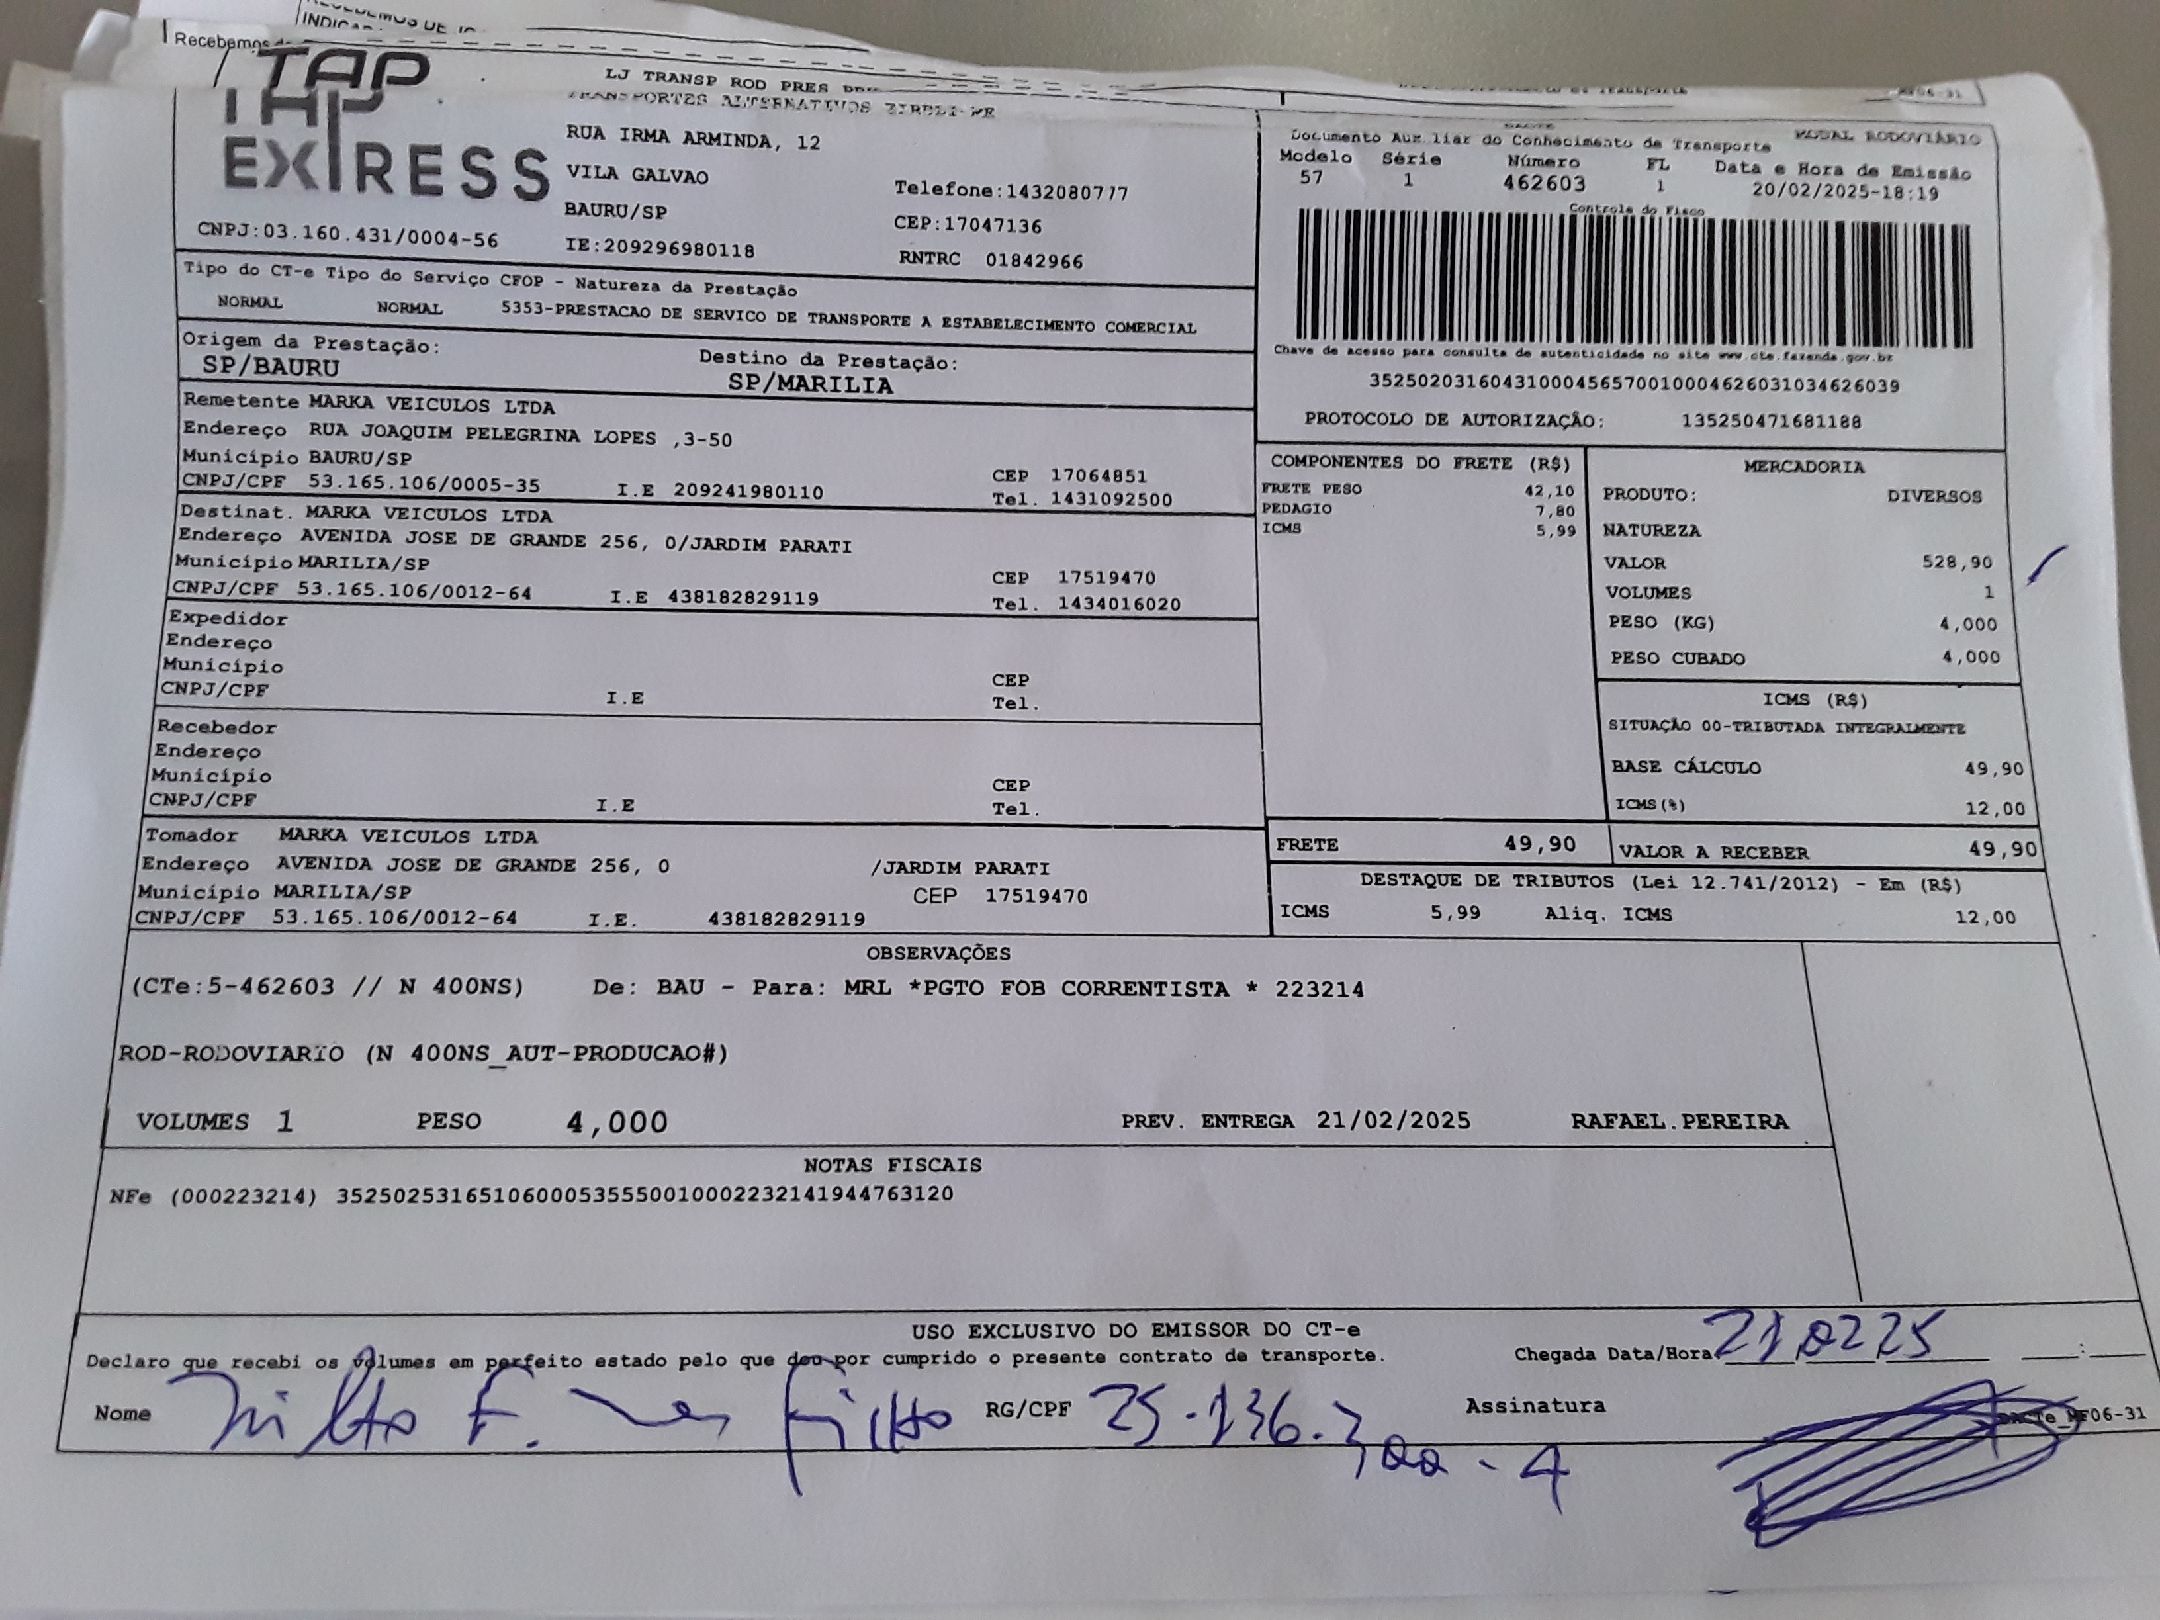 INDICA
Recebemos
TAP
LJ TRANSP ROD PRES
TAP
EXPRESS
TRANSPORTES ALTERNATIVOS EIRELI-ME
RUA IRMA ARMINDA, 12
VILA GALVAO
Telefone:1432080777
BAURU/SP
CEP:17047136
CNPJ:03.160.431/0004-56
IE:209296980118
RNTRC 01842966
DACTE
MODAL RODOVIÁRIO
Documento Auxiliar do Conhecimento de Transporte
Modelo Série Número FL Data e Hora de Emissão
57 1 462603 1 20/02/2025-18:19
Controle do Fisco
Chave de acesso para consulta de autenticidade no site www.cte.fazenda.gov.br
35250203160431000456570010004626031034626039
PROTOCOLO DE AUTORIZAÇÃO: 135250471681188
Tipo do CT-e Tipo do Serviço CFOP - Natureza da Prestação
NORMAL NORMAL 5353-PRESTACAO DE SERVICO DE TRANSPORTE A ESTABELECIMENTO COMERCIAL
Origem da Prestação: Destino da Prestação:
SP/BAURU SP/MARILIA
Remetente MARKA VEICULOS LTDA
Endereço RUA JOAQUIM PELEGRINA LOPES ,3-50
Município BAURU/SP CEP 17064851
CNPJ/CPF 53.165.106/0005-35 I.E 209241980110 Tel. 1431092500
Destinat. MARKA VEICULOS LTDA
Endereço AVENIDA JOSE DE GRANDE 256, 0/JARDIM PARATI
Município MARILIA/SP CEP 17519470
CNPJ/CPF 53.165.106/0012-64 I.E 438182829119 Tel. 1434016020
Expedidor
Endereço
Município CEP
CNPJ/CPF I.E Tel.
Recebedor
Endereço
Município CEP
CNPJ/CPF I.E Tel.
Tomador MARKA VEICULOS LTDA
Endereço AVENIDA JOSE DE GRANDE 256, 0 /JARDIM PARATI
Município MARILIA/SP CEP 17519470
CNPJ/CPF 53.165.106/0012-64 I.E. 438182829119
COMPONENTES DO FRETE (R$)
FRETE PESO 42,10
PEDAGIO 7,80
ICMS 5,99
MERCADORIA
PRODUTO: DIVERSOS
NATUREZA
VALOR 528,90
VOLUMES 1
PESO (KG) 4,000
PESO CUBADO 4,000
ICMS (R$)
SITUAÇÃO 00-TRIBUTADA INTEGRALMENTE
BASE CÁLCULO 49,90
ICMS(%) 12,00
FRETE 49,90 VALOR A RECEBER 49,90
DESTAQUE DE TRIBUTOS (Lei 12.741/2012) - Em (R$)
ICMS 5,99 Aliq. ICMS 12,00
OBSERVAÇÕES
(CTe:5-462603 // N 400NS) De: BAU - Para: MRL *PGTO FOB CORRENTISTA * 223214
ROD-RODOVIARIO (N 400NS_AUT-PRODUCAO#)
VOLUMES 1 PESO 4,000 PREV. ENTREGA 21/02/2025 RAFAEL.PEREIRA
NOTAS FISCAIS
NFe (000223214) 35250253165106000535550010002232141944763120
USO EXCLUSIVO DO EMISSOR DO CT-e
Declaro que recebi os volumes em perfeito estado pelo que dou por cumprido o presente contrato de transporte. Chegada Data/Hora 21 02 25 :
Nome Nilto F. Filho RG/CPF 25.136.300-4 Assinatura
DACTe_MF06-31